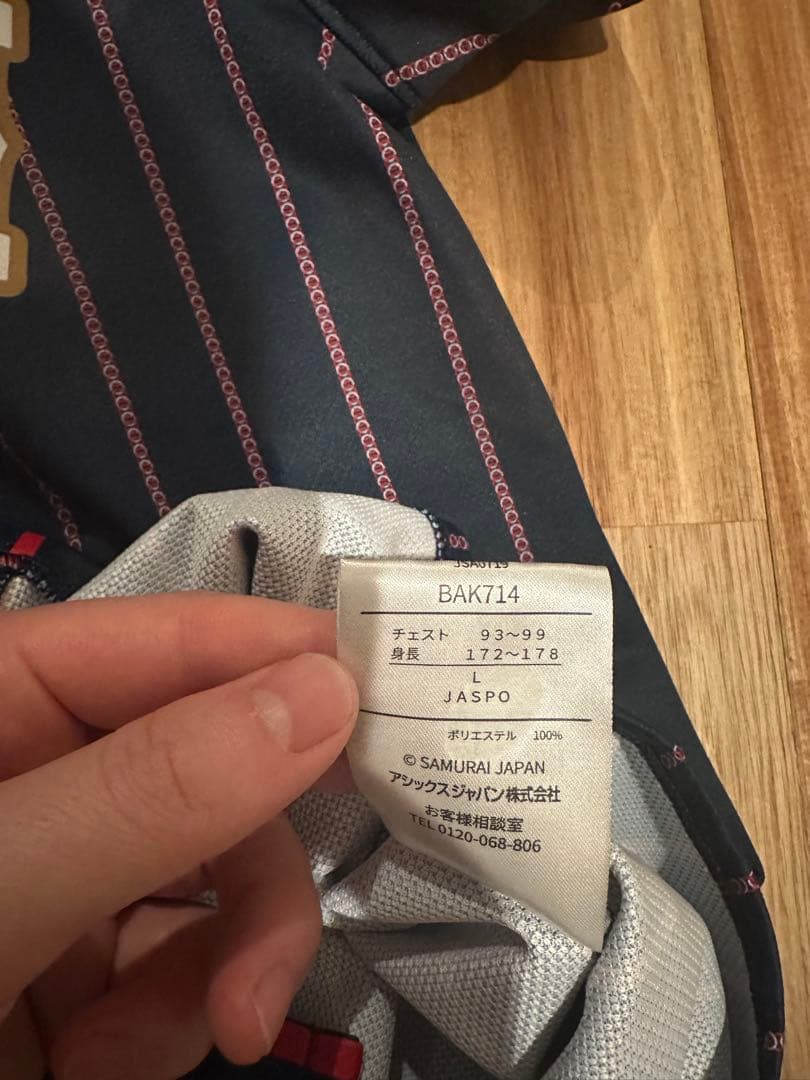 JSA0719
BAK714
チェスト 93～99
身長 172～178
L
JASPO
ポリエステル 100%
© SAMURAI JAPAN
アシックスジャパン株式会社
お客様相談室
TEL 0120-068-806